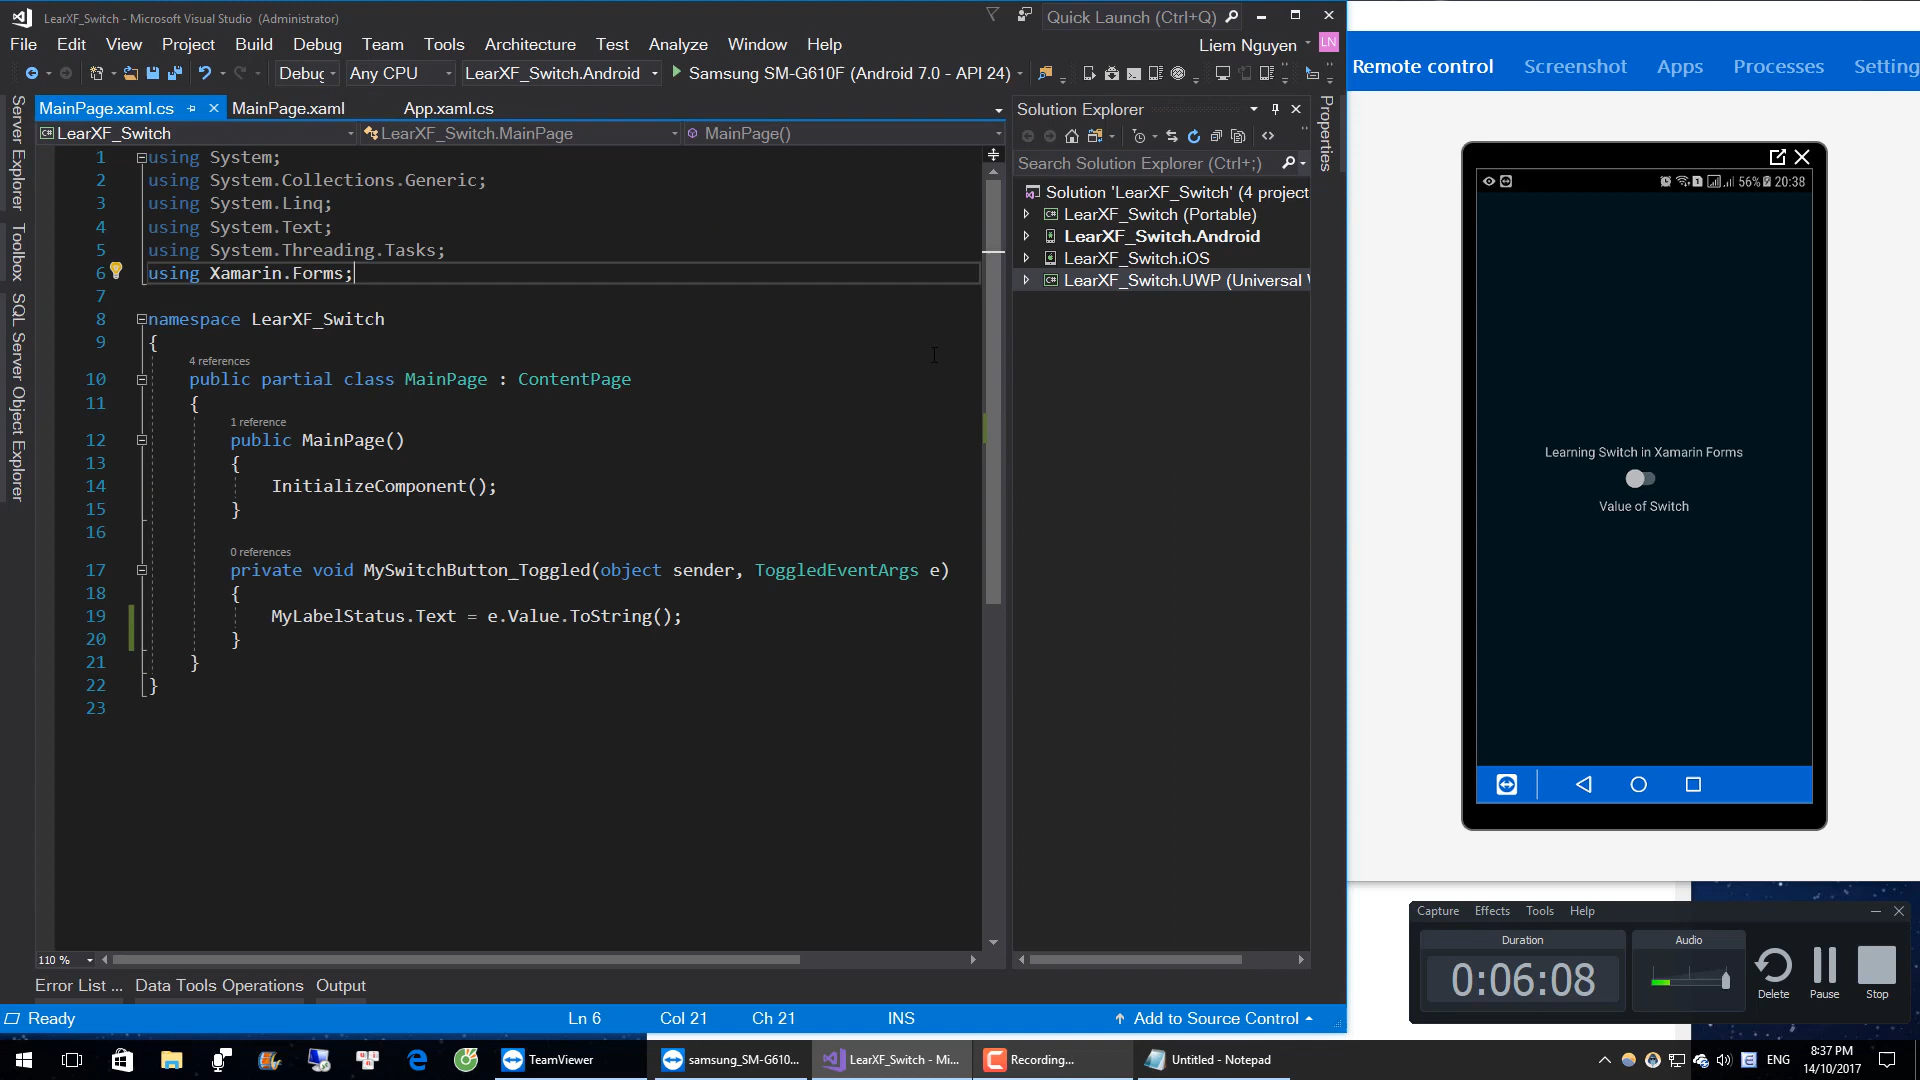 LearXF_Switch - Microsoft Visual Studio (Administrator)
Quick Launch (Ctrl+Q)
File Edit View Project Build Debug Team Tools Architecture Test Analyze Window Help
Liem Nguyen LN
Debug Any CPU LearXF_Switch.Android Samsung SM-G610F (Android 7.0 - API 24)
Server Explorer
Toolbox
SQL Server Object Explorer
MainPage.xaml.cs MainPage.xaml App.xaml.cs
LearXF_Switch LearXF_Switch.MainPage MainPage()
1 using System;
2 using System.Collections.Generic;
3 using System.Linq;
4 using System.Text;
5 using System.Threading.Tasks;
6 using Xamarin.Forms;
7
8 namespace LearXF_Switch
9 {
4 references
10 public partial class MainPage : ContentPage
11 {
1 reference
12 public MainPage()
13 {
14 InitializeComponent();
15 }
16
0 references
17 private void MySwitchButton_Toggled(object sender, ToggledEventArgs e)
18 {
19 MyLabelStatus.Text = e.Value.ToString();
20 }
21 }
22 }
23
110 %
Error List ... Data Tools Operations Output
Ready Ln 6 Col 21 Ch 21 INS Add to Source Control
Solution Explorer
Search Solution Explorer (Ctrl+;)
Solution 'LearXF_Switch' (4 project
LearXF_Switch (Portable)
LearXF_Switch.Android
LearXF_Switch.iOS
LearXF_Switch.UWP (Universal
Properties
Remote control Screenshot Apps Processes Setting
56% 20:38
Learning Switch in Xamarin Forms
Value of Switch
Capture Effects Tools Help
Duration Audio
0:06:08
Delete Pause Stop
TeamViewer samsung_SM-G610... LearXF_Switch - Mi... Recording... Untitled - Notepad
ENG 8:37 PM
14/10/2017